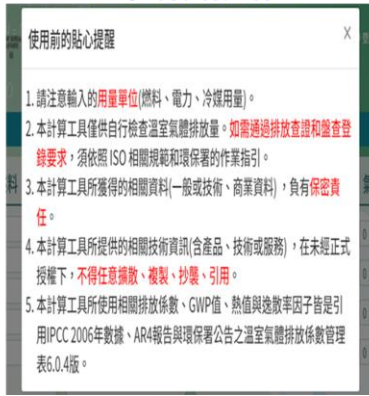 使用前的貼心提醒
X
1. 請注意輸入的用量單位(燃料、電力、冷媒用量)。
2. 本計算工具僅供自行檢查溫室氣體排放量。如需通過排放查證和盤查登
錄要求，須依照 ISO 相關規範和環保署的作業指引。
3. 本計算工具所獲得的相關資料(一般或技術、商業資料)，負有保密責
任。
4. 本計算工具所提供的相關技術資訊(含產品、技術或服務)，在未經正式
授權下，不得任意擴散、複製、抄襲、引用。
5. 本計算工具所使用相關排放係數、GWP值、熱值與逸散率因子皆是引
用IPCC 2006年數據、AR4報告與環保署公告之溫室氣體排放係數管理
表6.0.4版。